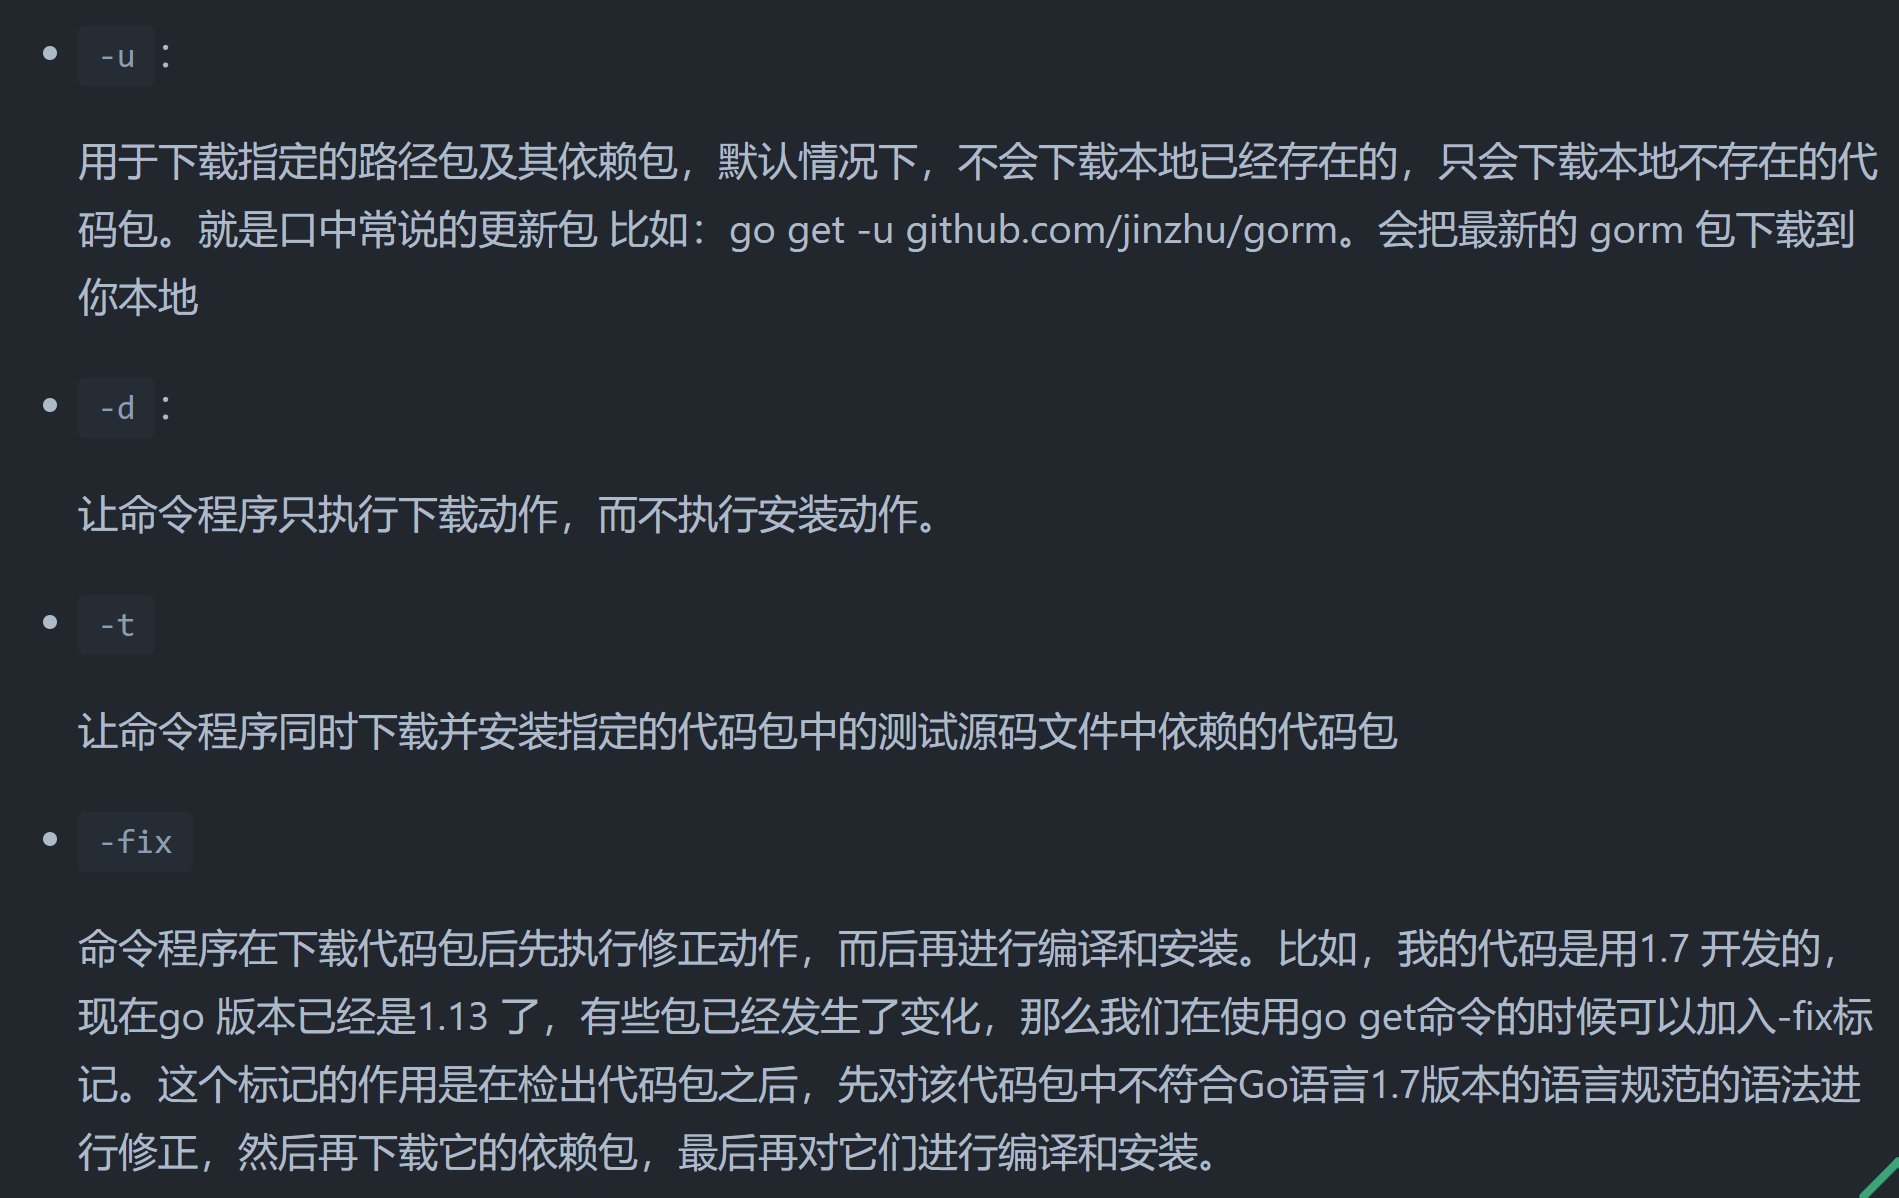 -u：
用于下载指定的路径包及其依赖包，默认情况下，不会下载本地已经存在的，只会下载本地不存在的代
码包。就是口中常说的更新包 比如：go get -u github.com/jinzhu/gorm。会把最新的 gorm 包下载到
你本地
-d：
让命令程序只执行下载动作，而不执行安装动作。
-t
让命令程序同时下载并安装指定的代码包中的测试源码文件中依赖的代码包
-fix
命令程序在下载代码包后先执行修正动作，而后再进行编译和安装。比如，我的代码是用1.7 开发的，
现在go 版本已经是1.13 了，有些包已经发生了变化，那么我们在使用go get命令的时候可以加入-fix标
记。这个标记的作用是在检出代码包之后，先对该代码包中不符合Go语言1.7版本的语言规范的语法进
行修正，然后再下载它的依赖包，最后再对它们进行编译和安装。